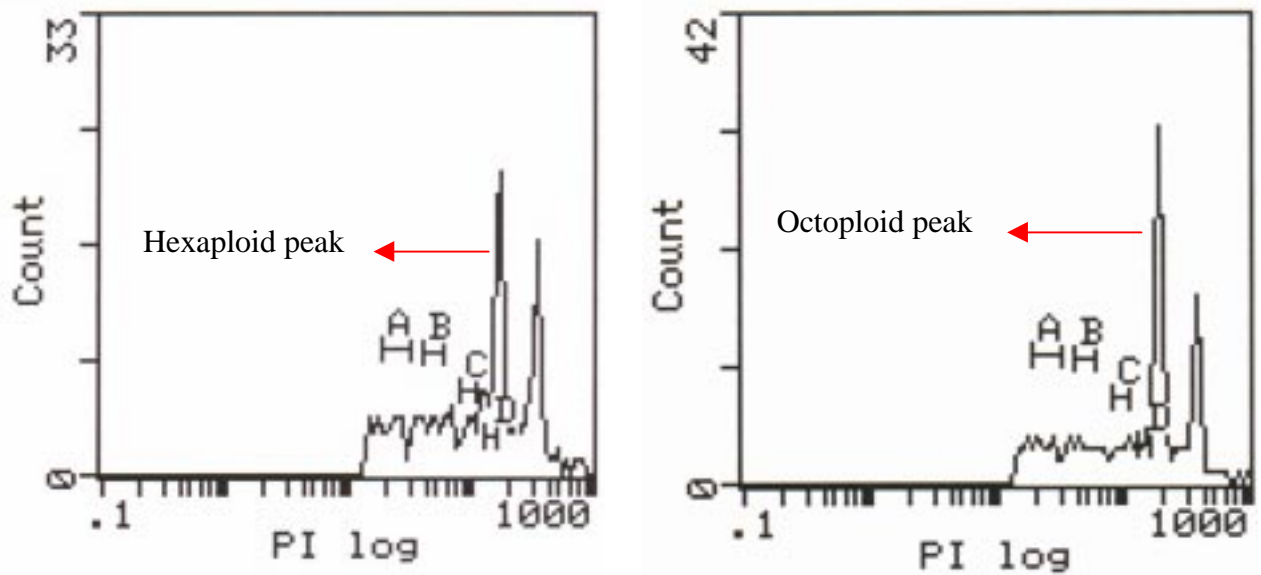 33
Count
Hexaploid peak
A
B
C
D
0
.1
1000
PI log
42
Count
Octoploid peak
A
B
C
D
0
.1
1000
PI log